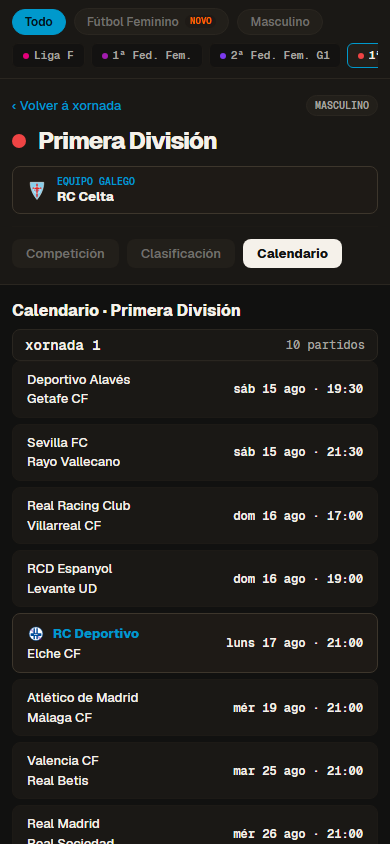 Todo Fútbol Feminino NOVO Masculino
Liga F 1ª Fed. Fem. 2ª Fed. Fem. G1
‹ Volver á xornada MASCULINO
Primera División
EQUIPO GALEGO
RC Celta
Competición Clasificación Calendario
Calendario · Primera División
xornada 1 10 partidos
Deportivo Alavés
sáb 15 ago · 19:30
Getafe CF
Sevilla FC
sáb 15 ago · 21:30
Rayo Vallecano
Real Racing Club
dom 16 ago · 17:00
Villarreal CF
RCD Espanyol
dom 16 ago · 19:00
Levante UD
RC Deportivo
luns 17 ago · 21:00
Elche CF
Atlético de Madrid
mér 19 ago · 21:00
Málaga CF
Valencia CF
mar 25 ago · 21:00
Real Betis
Real Madrid
mér 26 ago · 21:00
Real Sociedad